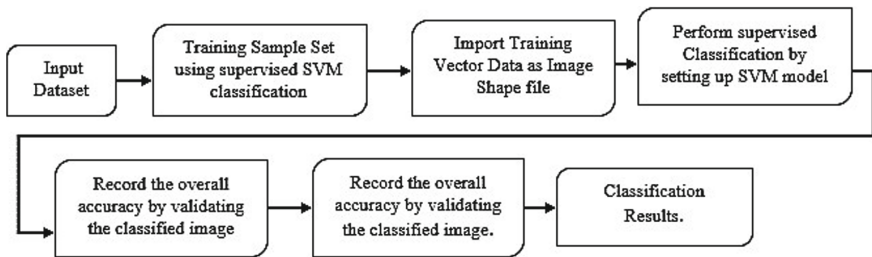 Input
Dataset
Training Sample Set
using supervised SVM
classification
Import Training
Vector Data as Image
Shape file
Perform supervised
Classification by
setting up SVM model
Record the overall
accuracy by validating
the classified image
Record the overall
accuracy by validating
the classified image.
Classification
Results.